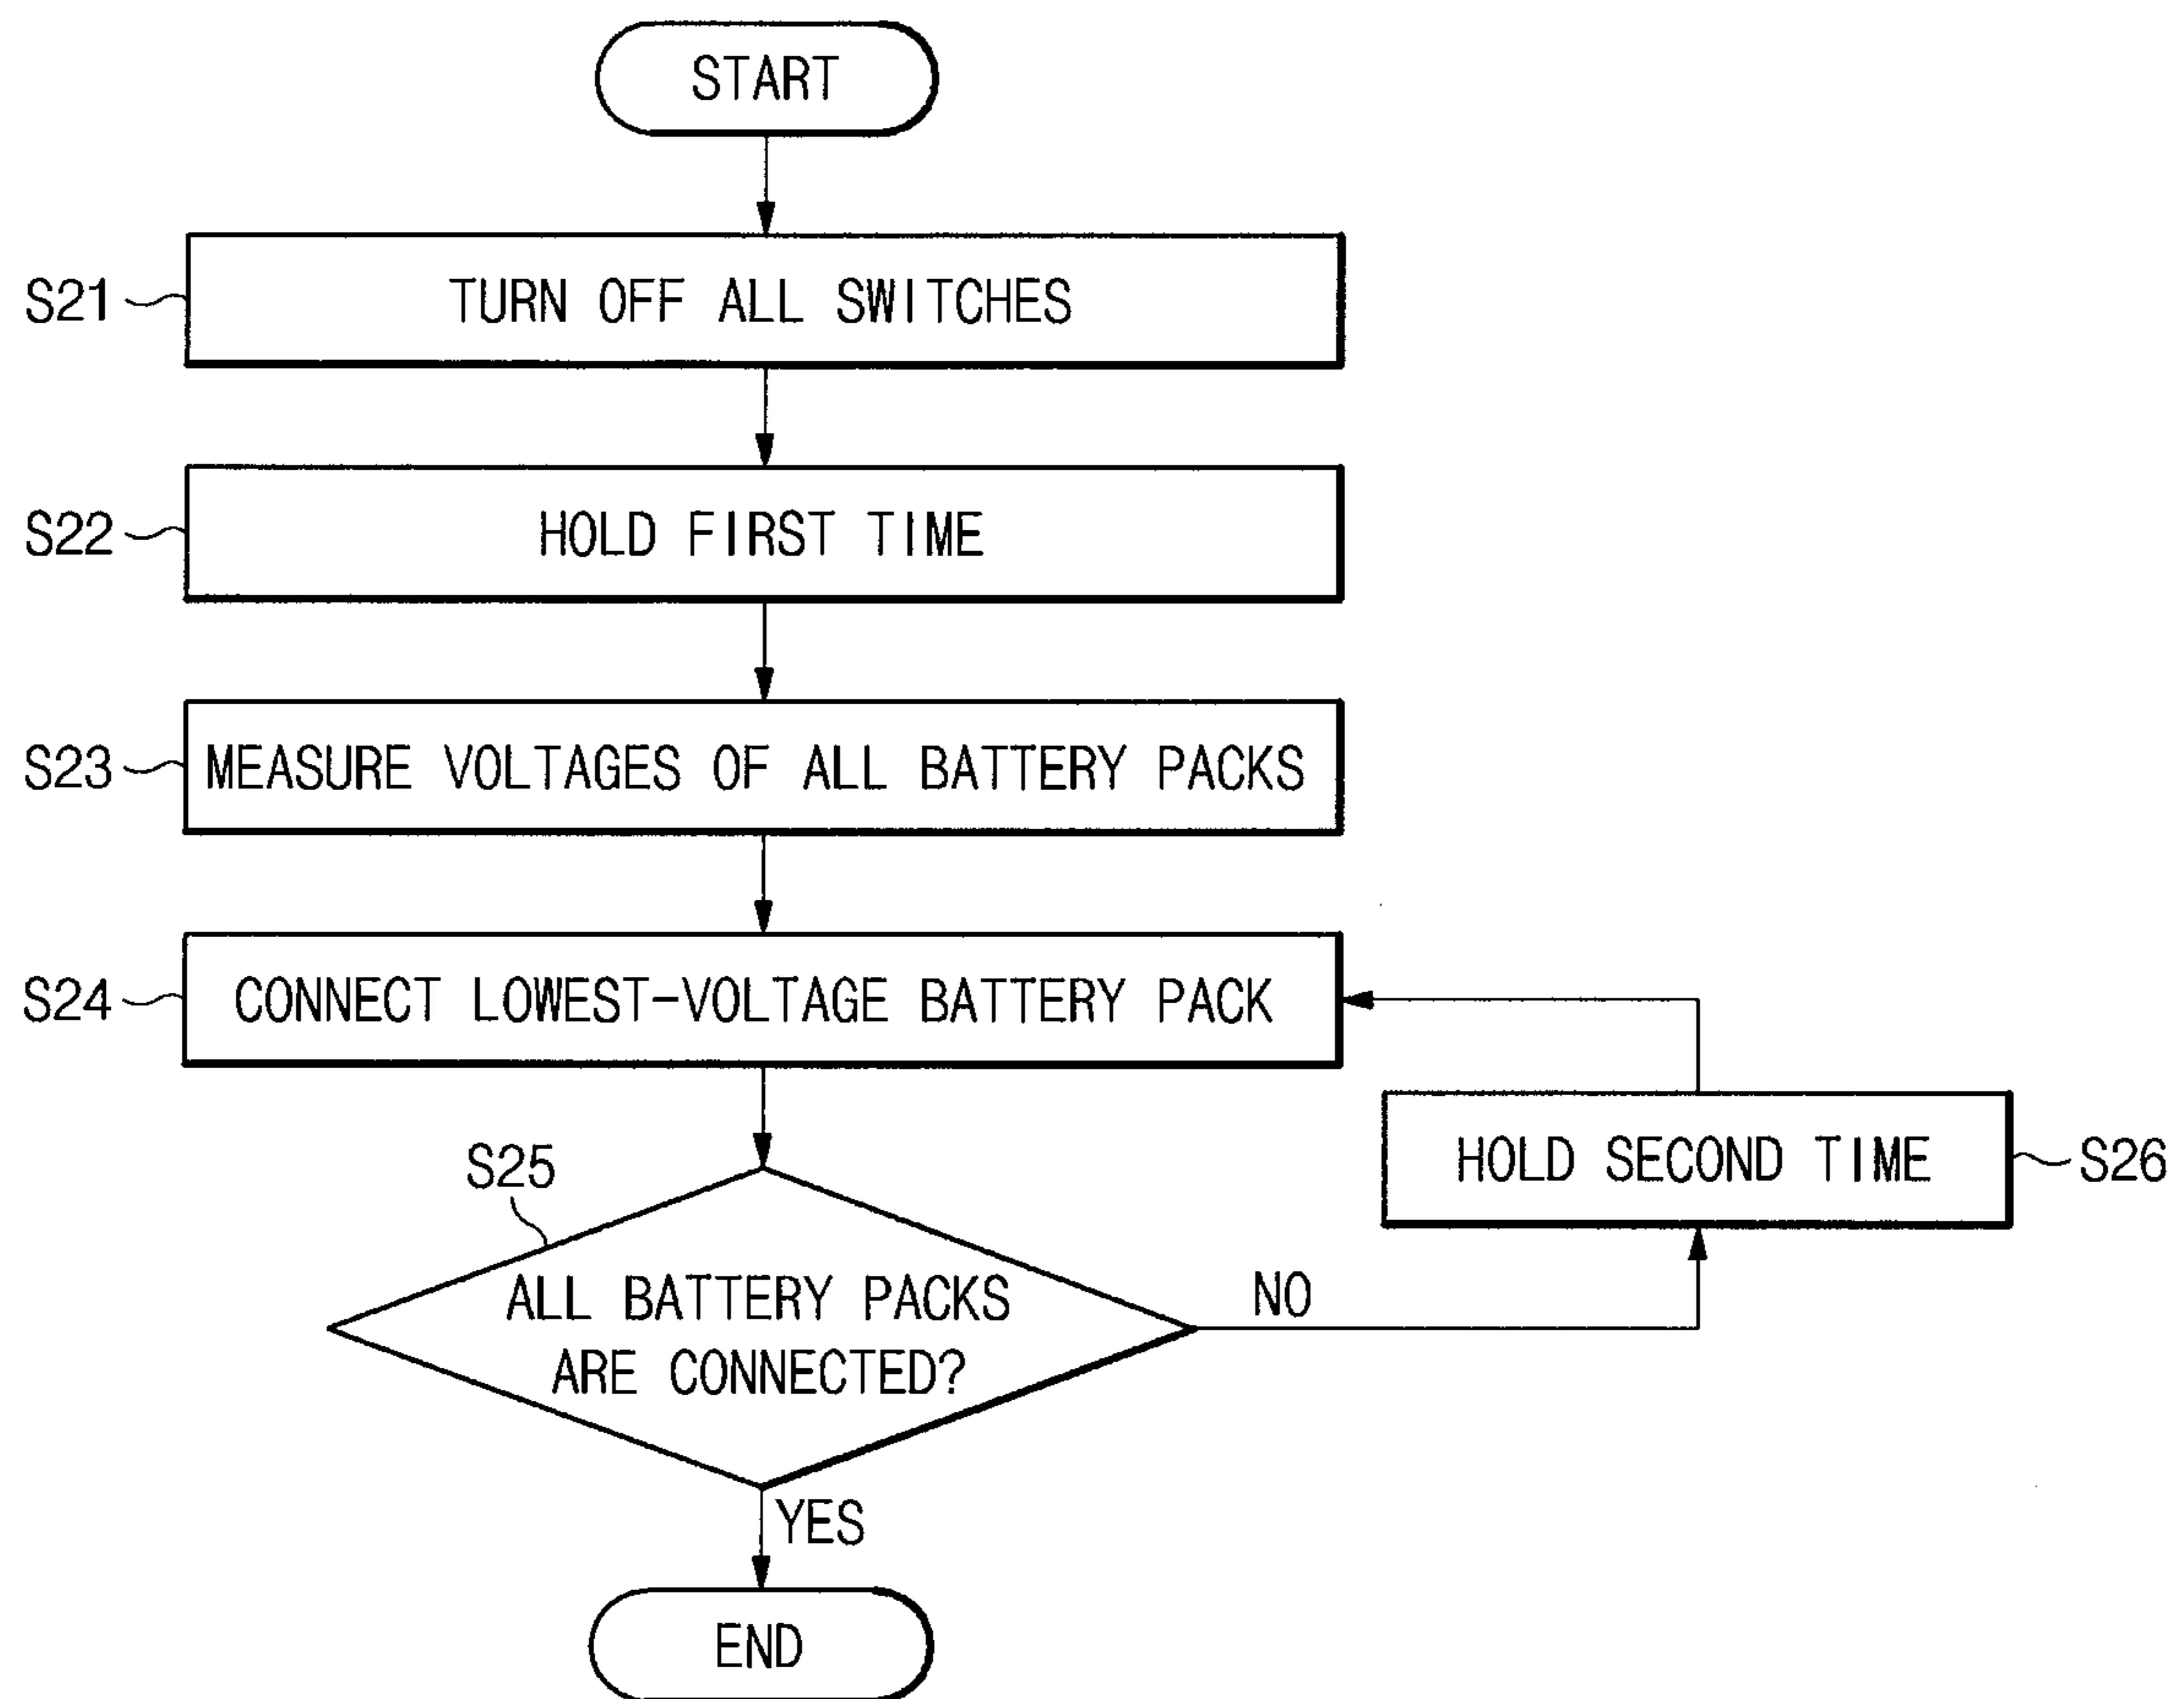 START
S21
TURN OFF ALL SWITCHES
S22
HOLD FIRST TIME
S23
MEASURE VOLTAGES OF ALL BATTERY PACKS
S24
CONNECT LOWEST-VOLTAGE BATTERY PACK
HOLD SECOND TIME
S26
S25
ALL BATTERY PACKS
ARE CONNECTED?
NO
YES
END